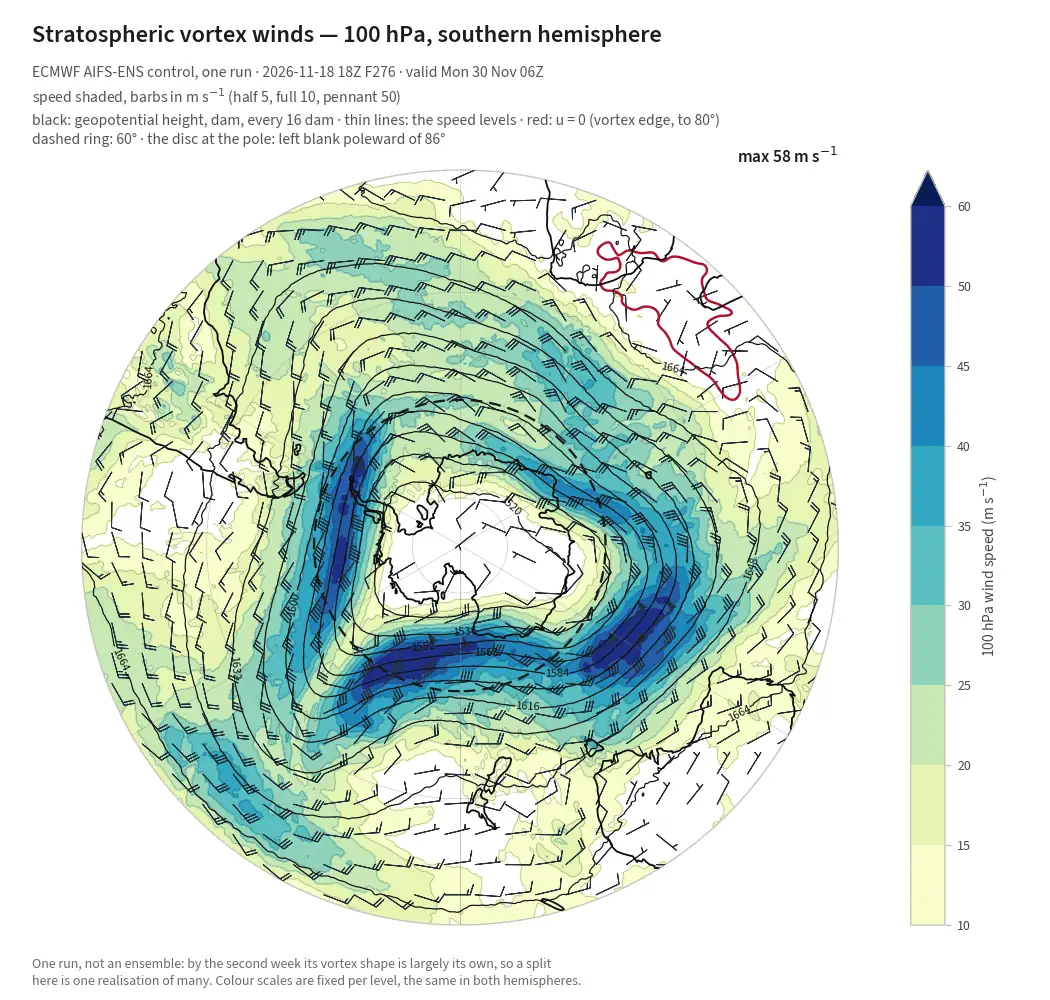 Stratospheric vortex winds — 100 hPa, southern hemisphere
ECMWF AIFS-ENS control, one run · 2026-11-18 18Z F276 · valid Mon 30 Nov 06Z
speed shaded, barbs in m s⁻¹ (half 5, full 10, pennant 50)
black: geopotential height, dam, every 16 dam · thin lines: the speed levels · red: u = 0 (vortex edge, to 80°)
dashed ring: 60° · the disc at the pole: left blank poleward of 86°
max 58 m s⁻¹
60
50
45
40
35
30
25
20
15
10
100 hPa wind speed (m s⁻¹)
1664
1664
1520
1648
1600
1552
1568
1584
1664
1632
1616
1664
One run, not an ensemble: by the second week its vortex shape is largely its own, so a split
here is one realisation of many. Colour scales are fixed per level, the same in both hemispheres.